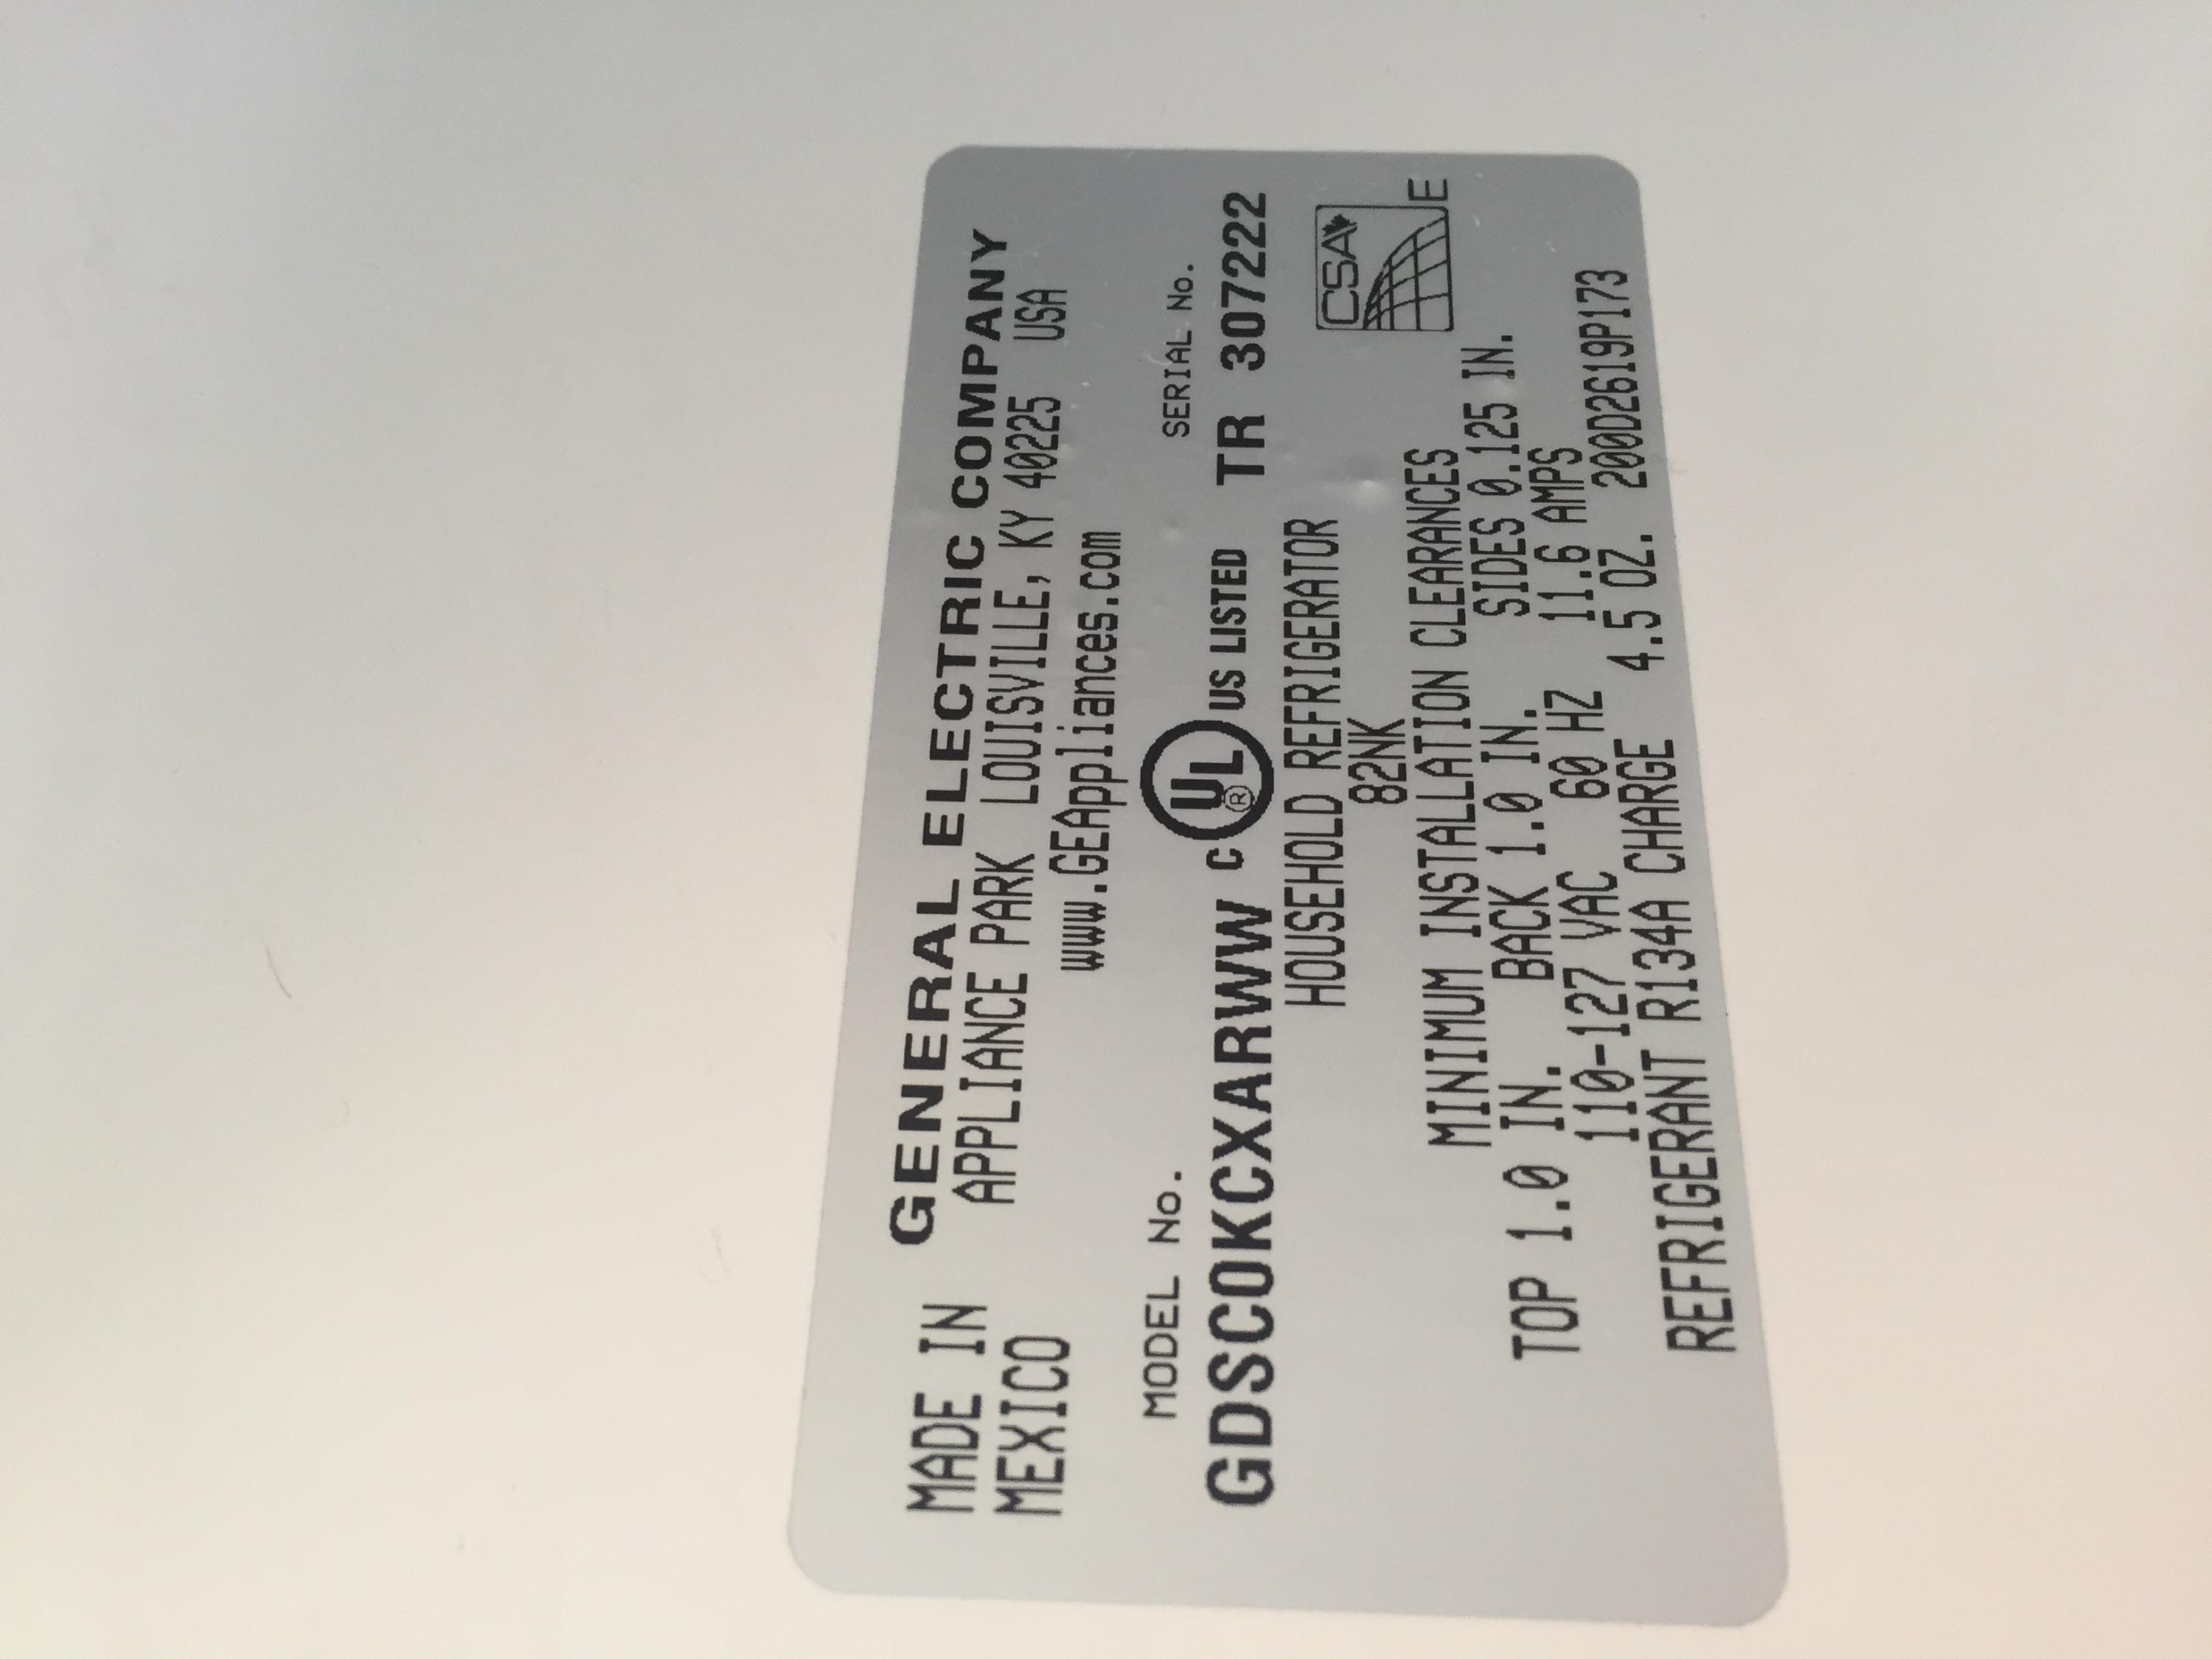 MADE IN GENERAL ELECTRIC COMPANY
MEXICO APPLIANCE PARK LOUISVILLE, KY 40225 USA
www.GEAppliances.com
MODEL No. SERIAL No.
GDSC0KCXARWW C UL ® US LISTED TR 307222
HOUSEHOLD REFRIGERATOR
82NK
CSA E
MINIMUM INSTALLATION CLEARANCES
TOP 1.0 IN. BACK 1.0 IN. SIDES 0.125 IN.
110-127 VAC 60 HZ 11.6 AMPS
REFRIGERANT R134A CHARGE 4.5 OZ. 200D2619P173